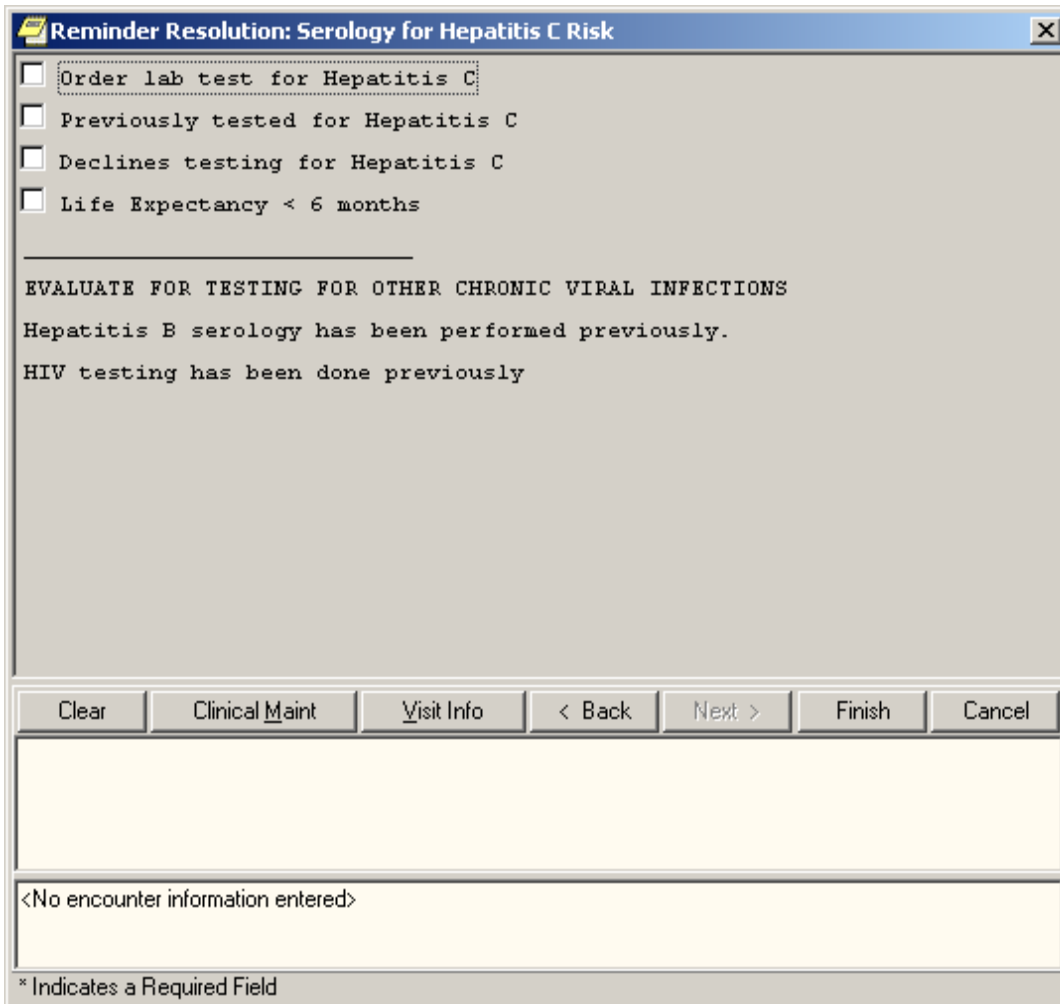 Reminder Resolution: Serology for Hepatitis C Risk
Order lab test for Hepatitis C
Previously tested for Hepatitis C
Declines testing for Hepatitis C
Life Expectancy < 6 months
EVALUATE FOR TESTING FOR OTHER CHRONIC VIRAL INFECTIONS
Hepatitis B serology has been performed previously.
HIV testing has been done previously
Clear Clinical Maint Visit Info < Back Next > Finish Cancel
<No encounter information entered>
* Indicates a Required Field